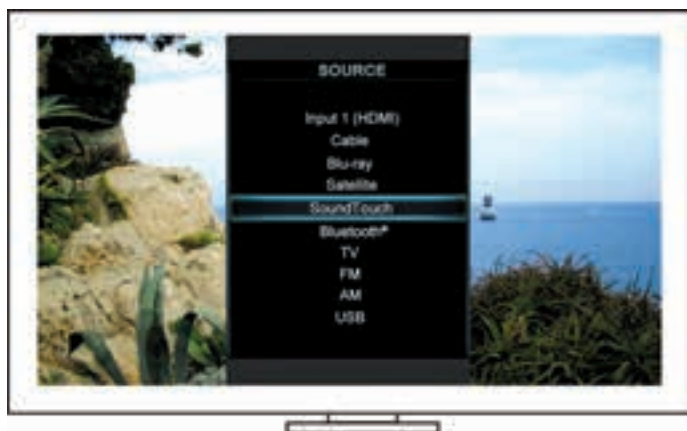 SOURCE
Input 1 (HDMI)
Cable
Blu-ray
Satellite
SoundTouch
Bluetooth®
TV
FM
AM
USB